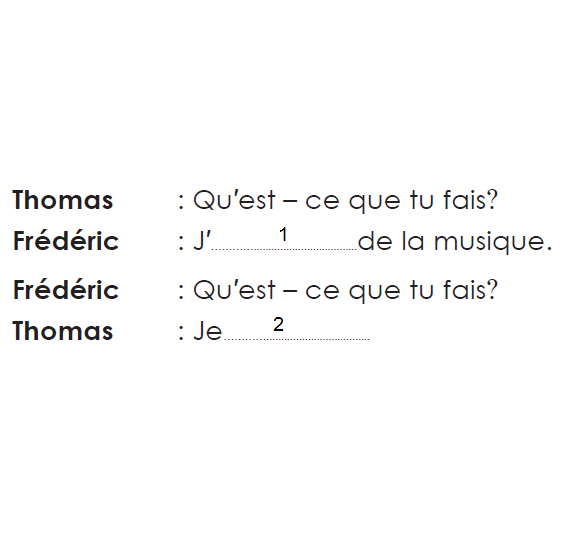 Thomas : Qu'est – ce que tu fais?
Frédéric : J'..........1..........de la musique.
Frédéric : Qu'est – ce que tu fais?
Thomas : Je..........2..........